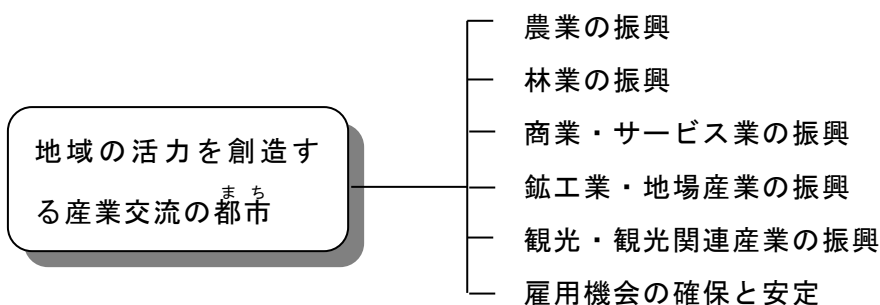 地域の活力を創造す
る産業交流の都市
まち
農業の振興
林業の振興
商業・サービス業の振興
鉱工業・地場産業の振興
観光・観光関連産業の振興
雇用機会の確保と安定